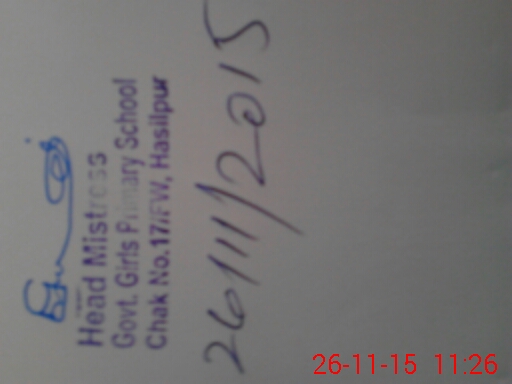 Head Mistress
Govt. Girls Primary School
Chak No.17/FW, Hasilpur
26/11/2015
26-11-15 11:26